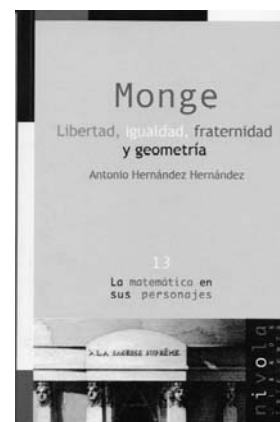 Monge
Libertad, igualdad, fraternidad
y geometría
Antonio Hernández Hernández
13
La matemática en
sus personajes
A LA SAGESSE SUPRÊME
nivola